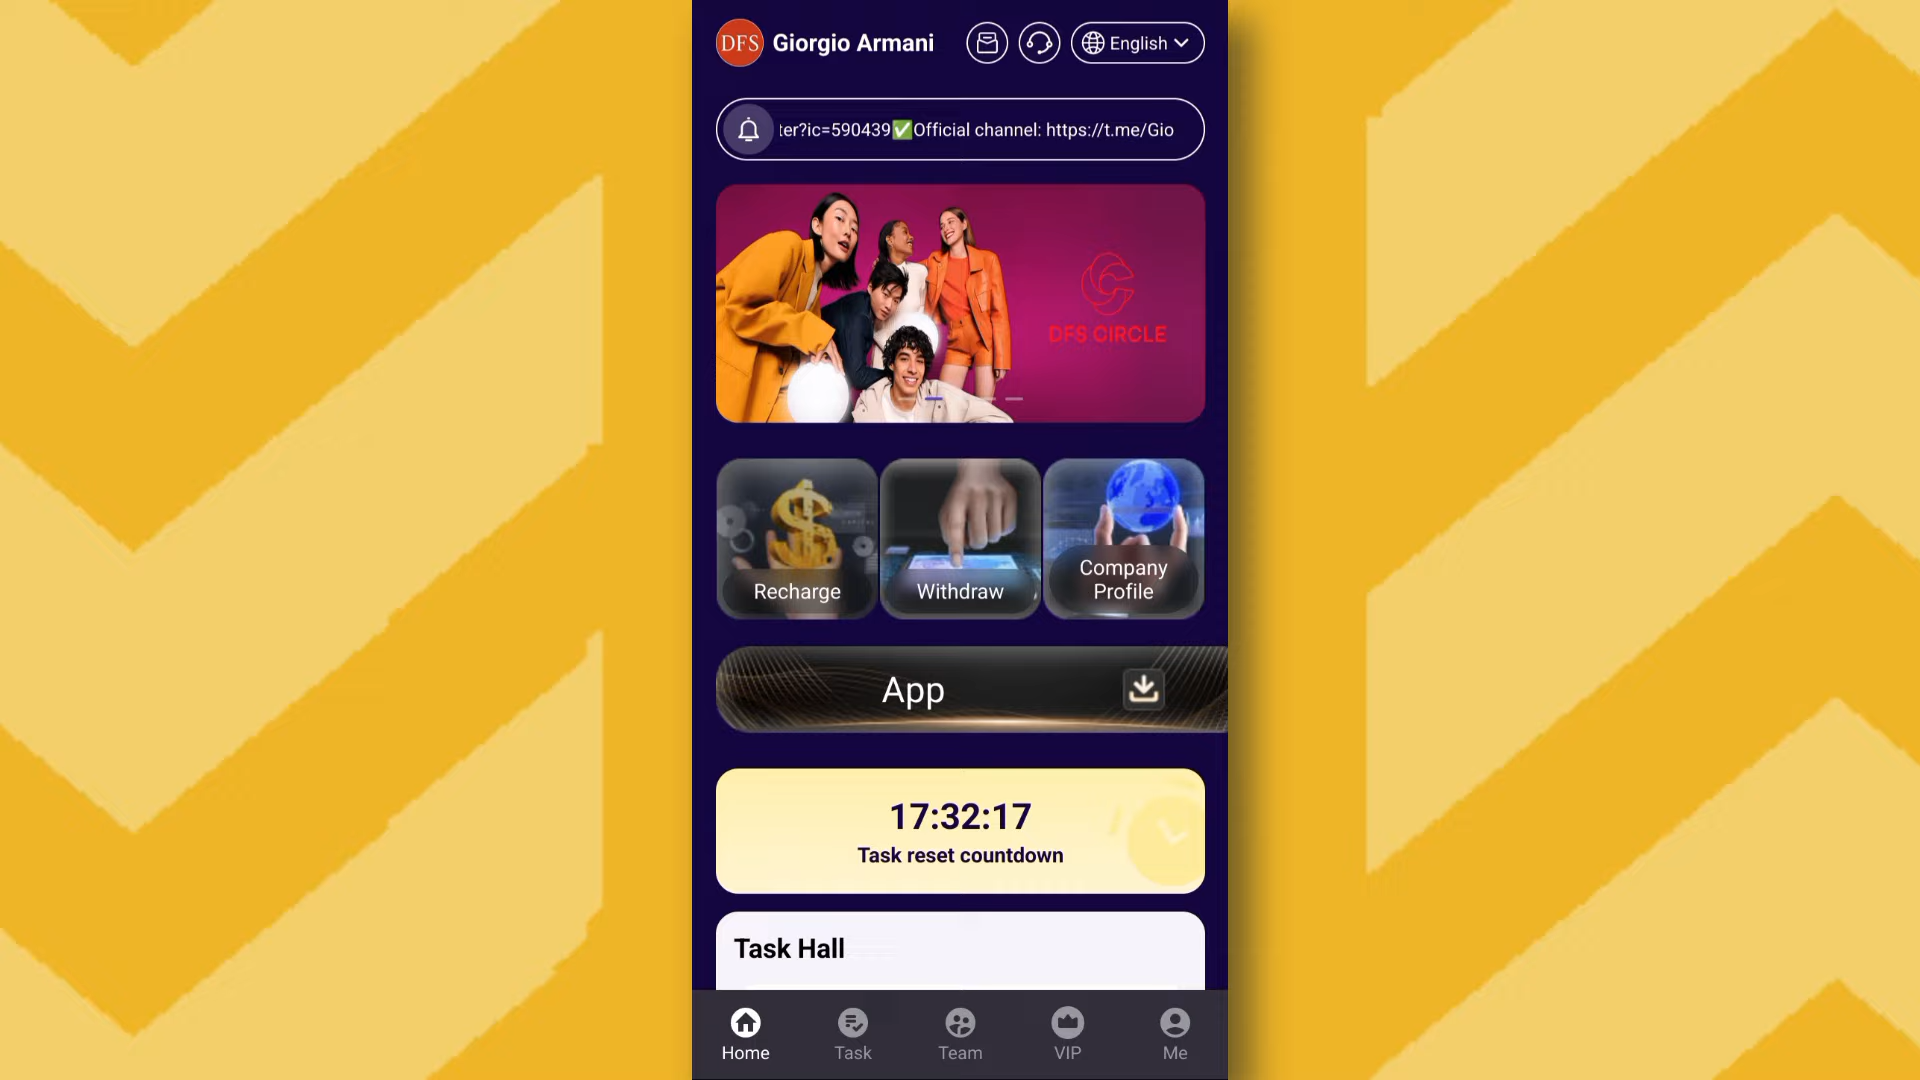 DFS Giorgio Armani English
ter?ic=590439✅Official channel: https://t.me/Gio
DFS CIRCLE
Recharge
Withdraw
Company
Profile
App
17:32:17
Task reset countdown
Task Hall
Home Task Team VIP Me